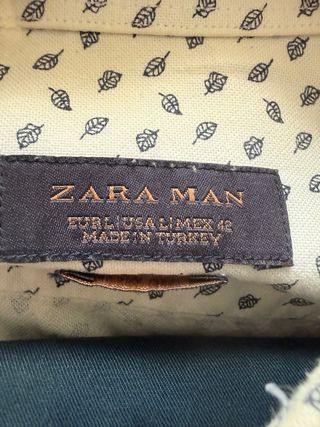 ZARA MAN
EUR L|USA L|MEX 42
MADE IN TURKEY